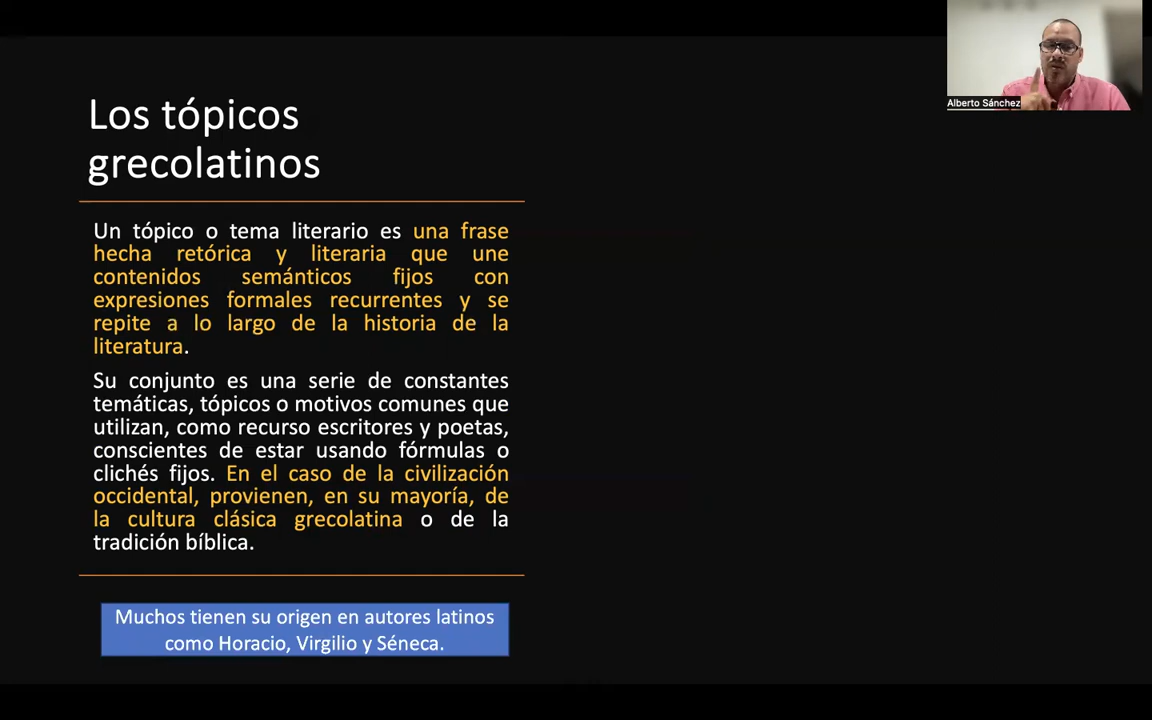 Los tópicos
grecolatinos
Un tópico o tema literario es una frase
hecha retórica y literaria que une
contenidos semánticos fijos con
expresiones formales recurrentes y se
repite a lo largo de la historia de la
literatura.
Su conjunto es una serie de constantes
temáticas, tópicos o motivos comunes que
utilizan, como recurso escritores y poetas,
conscientes de estar usando fórmulas o
clichés fijos. En el caso de la civilización
occidental, provienen, en su mayoría, de
la cultura clásica grecolatina o de la
tradición bíblica.
Muchos tienen su origen en autores latinos
como Horacio, Virgilio y Séneca.
Alberto Sánchez